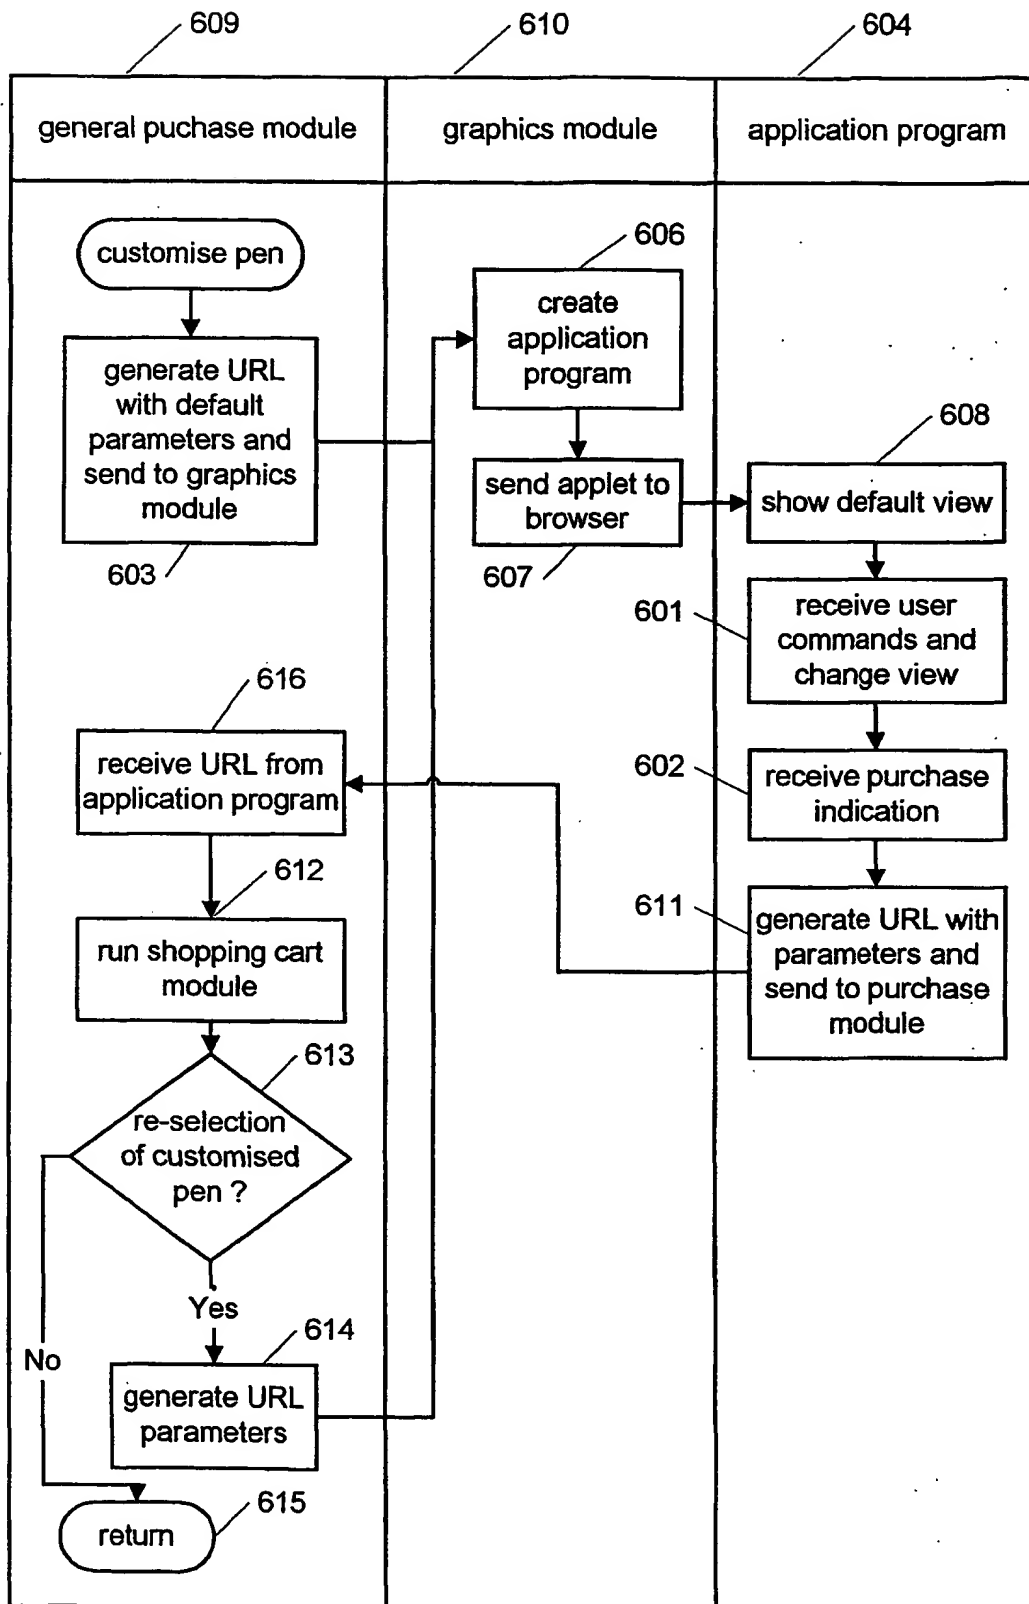 609
610
604
general puchase module
graphics module
application program
customise pen
606
create
application
program
generate URL
with default
parameters and
send to graphics
module
603
send applet to
browser
607
608
show default view
601
receive user
commands and
change view
616
receive URL from
application program
602
receive purchase
indication
612
run shopping cart
module
611
generate URL with
parameters and
send to purchase
module
613
re-selection
of customised
pen ?
Yes
No
614
generate URL
parameters
615
return